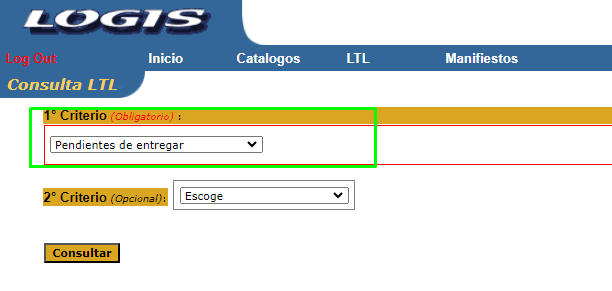 LOGIS
Log Out Inicio Catalogos LTL Manifiestos
Consulta LTL
1° Criterio (Obligatorio) :
Pendientes de entregar
2° Criterio (Opcional): Escoge
Consultar